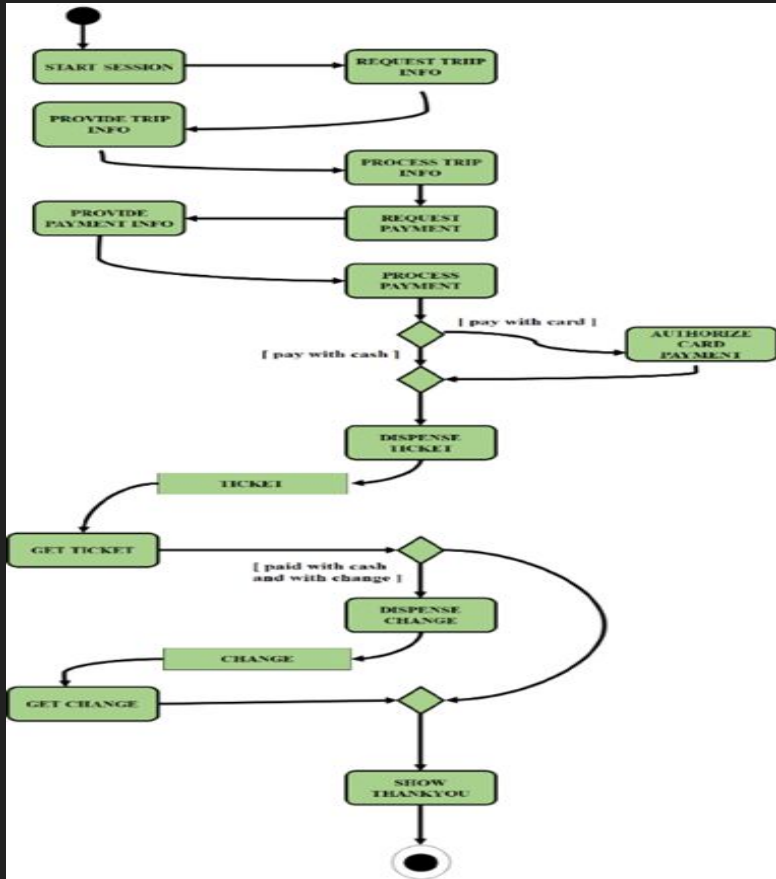 START SESSION
REQUEST TRIIP
INFO
PROVIDE TRIP
INFO
PROCESS TRIP
INFO
PROVIDE
PAYMENT INFO
REQUEST
PAYMENT
PROCESS
PAYMENT
[ pay with card ]
AUTHORIZE
CARD
PAYMENT
[ pay with cash ]
DISPENSE
TICKET
TICKET
GET TICKET
[ paid with cash
and with change ]
DISPENSE
CHANGE
CHANGE
GET CHANGE
SHOW
THANKYOU